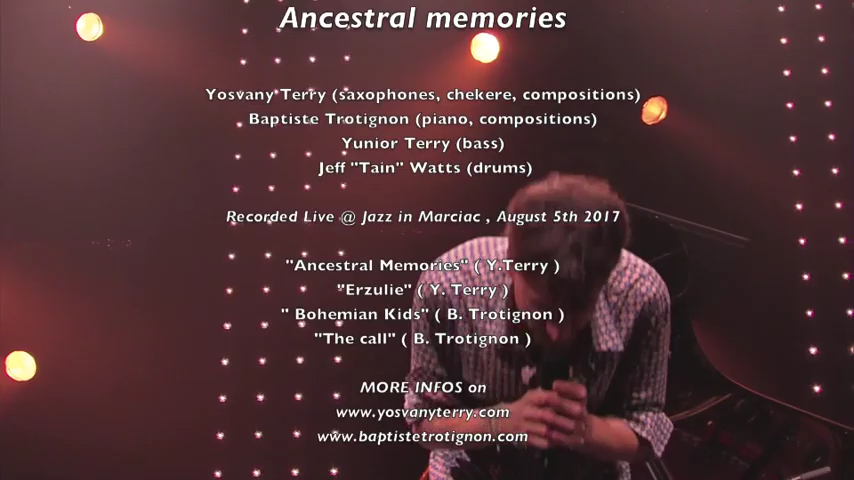 Ancestral memories
Yosvany Terry (saxophones, chekere, compositions)
Baptiste Trotignon (piano, compositions)
Yunior Terry (bass)
Jeff "Tain" Watts (drums)
Recorded Live @ Jazz in Marciac , August 5th 2017
"Ancestral Memories" ( Y.Terry )
"Erzulie" ( Y. Terry )
" Bohemian Kids" ( B. Trotignon )
"The call" ( B. Trotignon )
MORE INFOS on
www.yosvanyterry.com
www.baptistetrotignon.com